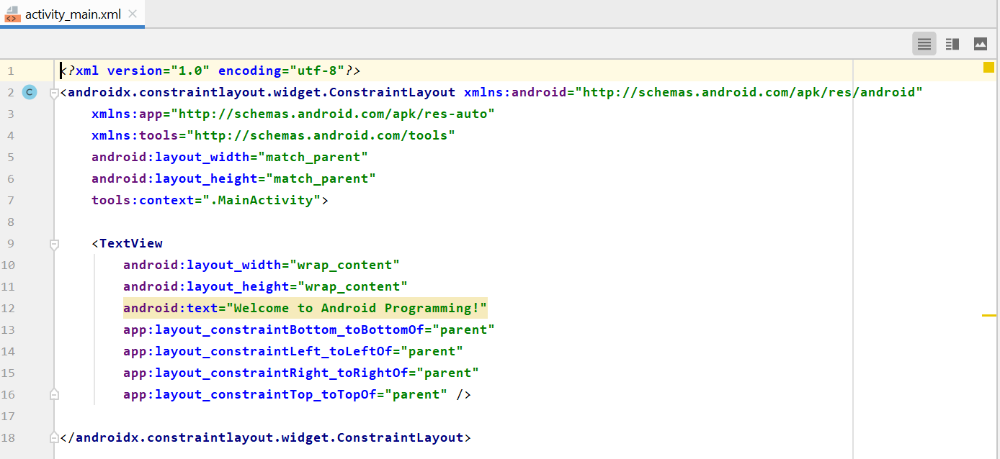 activity_main.xml
1 <?xml version="1.0" encoding="utf-8"?>
2 C <androidx.constraintlayout.widget.ConstraintLayout xmlns:android="http://schemas.android.com/apk/res/android"
3     xmlns:app="http://schemas.android.com/apk/res-auto"
4     xmlns:tools="http://schemas.android.com/tools"
5     android:layout_width="match_parent"
6     android:layout_height="match_parent"
7     tools:context=".MainActivity">
8
9     <TextView
10         android:layout_width="wrap_content"
11         android:layout_height="wrap_content"
12         android:text="Welcome to Android Programming!"
13         app:layout_constraintBottom_toBottomOf="parent"
14         app:layout_constraintLeft_toLeftOf="parent"
15         app:layout_constraintRight_toRightOf="parent"
16         app:layout_constraintTop_toTopOf="parent" />
17
18 </androidx.constraintlayout.widget.ConstraintLayout>